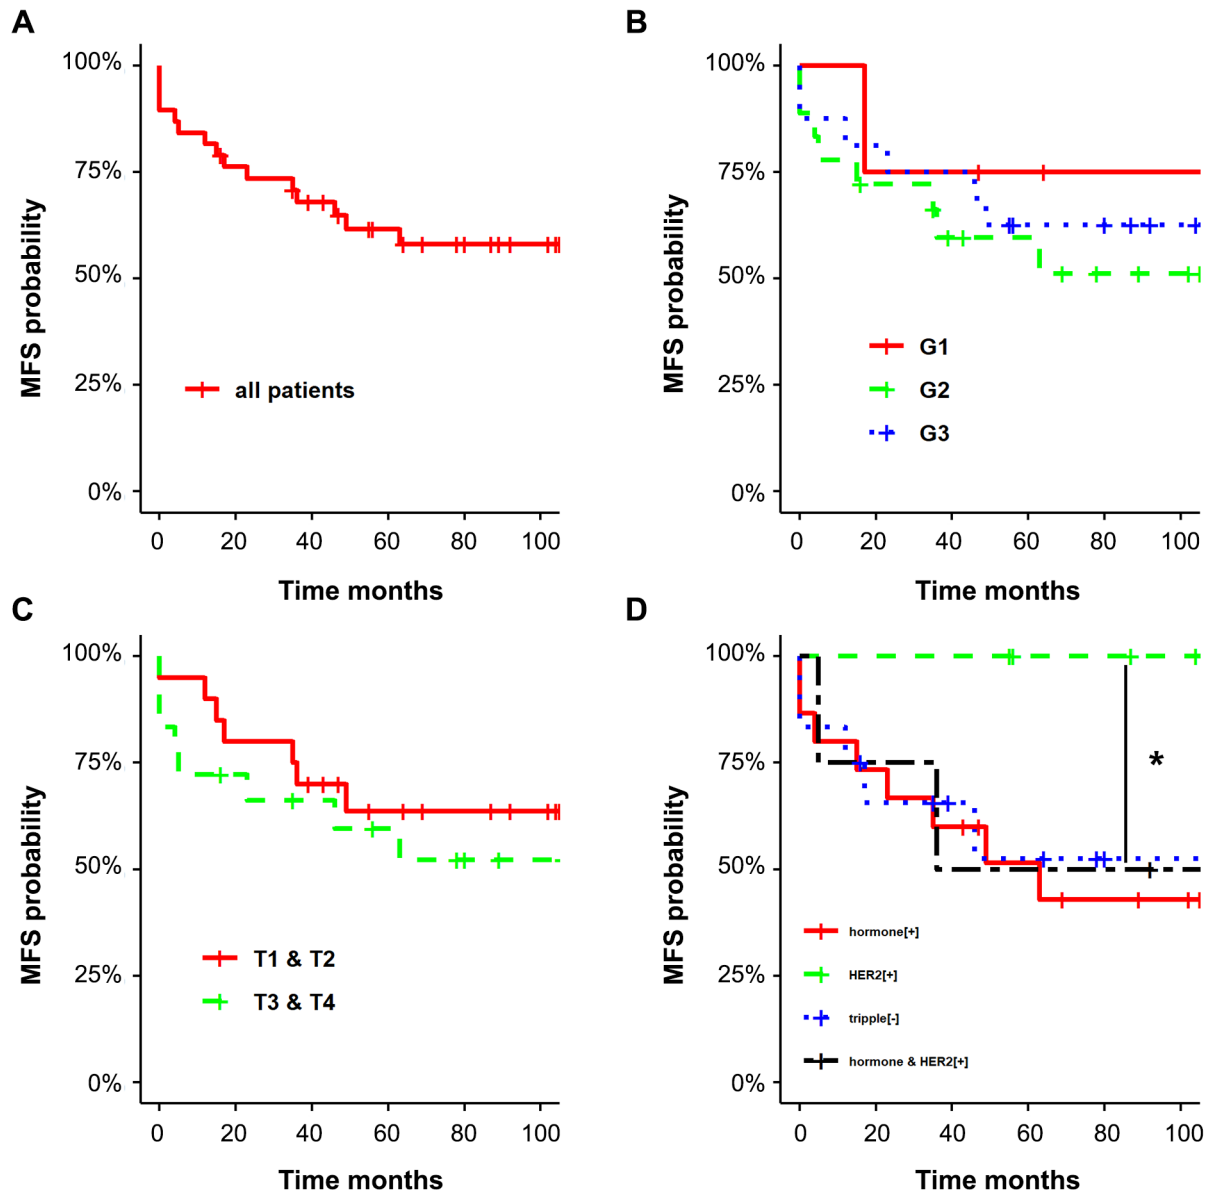 A
MFS probability
100%
75%
50%
25%
0%
all patients
0 20 40 60 80 100
Time months
B
MFS probability
100%
75%
50%
25%
0%
G1
G2
G3
0 20 40 60 80 100
Time months
C
MFS probability
100%
75%
50%
25%
0%
T1 & T2
T3 & T4
0 20 40 60 80 100
Time months
D
MFS probability
100%
75%
50%
25%
0%
*
hormone[+]
HER2[+]
tripple[-]
hormone & HER2[+]
0 20 40 60 80 100
Time months